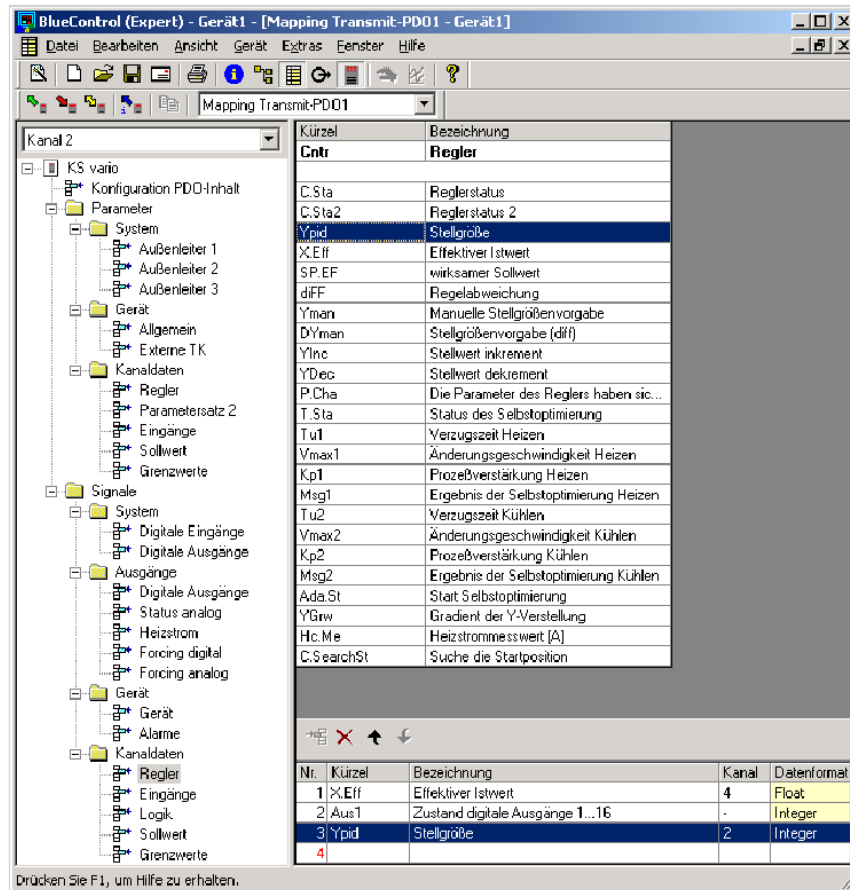 BlueControl (Expert) - Gerät1 - [Mapping Transmit-PDO1 - Gerät1]
Datei Bearbeiten Ansicht Gerät Extras Fenster Hilfe
Mapping Transmit-PDO1
Kanal 2
KS vario
Konfiguration PDO-Inhalt
Parameter
System
Außenleiter 1
Außenleiter 2
Außenleiter 3
Gerät
Allgemein
Externe TK
Kanaldaten
Regler
Parametersatz 2
Eingänge
Sollwert
Grenzwerte
Signale
System
Digitale Eingänge
Digitale Ausgänge
Ausgänge
Digitale Ausgänge
Status analog
Heizstrom
Forcing digital
Forcing analog
Gerät
Gerät
Alarme
Kanaldaten
Regler
Eingänge
Logik
Sollwert
Grenzwerte
Kürzel Bezeichnung
Cntr Regler
C.Sta Reglerstatus
C.Sta2 Reglerstatus 2
Ypid Stellgröße
X.Eff Effektiver Istwert
SP.EF wirksamer Sollwert
diFF Regelabweichung
Yman Manuelle Stellgrößenvorgabe
DYman Stellgrößenvorgabe (diff)
YInc Stellwert inkrement
YDec Stellwert dekrement
P.Cha Die Parameter des Reglers haben sic...
T.Sta Status des Selbstoptimierung
Tu1 Verzugszeit Heizen
Vmax1 Änderungsgeschwindigkeit Heizen
Kp1 Prozeßverstärkung Heizen
Msg1 Ergebnis der Selbstoptimierung Heizen
Tu2 Verzugszeit Kühlen
Vmax2 Änderungsgeschwindigkeit Kühlen
Kp2 Prozeßverstärkung Kühlen
Msg2 Ergebnis der Selbstoptimierung Kühlen
Ada.St Start Selbstoptimierung
YGrw Gradient der Y-Verstellung
Hc.Me Heizstrommesswert [A]
C.SearchSt Suche die Startposition
Nr. Kürzel Bezeichnung Kanal Datenformat
1 X.Eff Effektiver Istwert 4 Float
2 Aus1 Zustand digitale Ausgänge 1...16 - Integer
3 Ypid Stellgröße 2 Integer
4
Drücken Sie F1, um Hilfe zu erhalten.